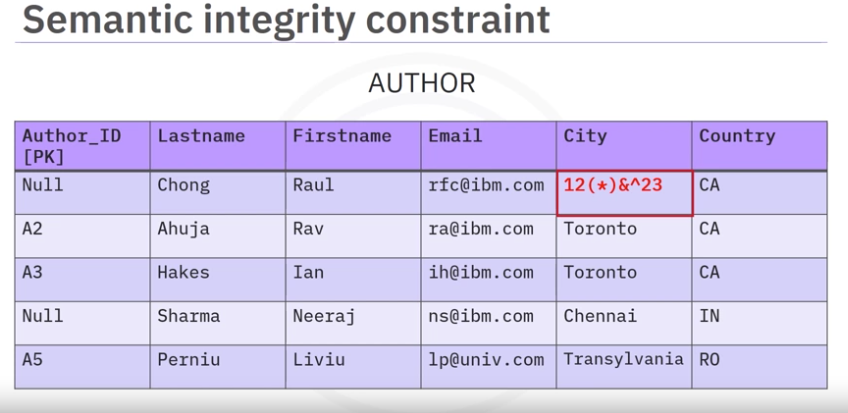 Semantic integrity constraint
AUTHOR
Author_ID [PK] Lastname Firstname Email City Country
Null Chong Raul rfc@ibm.com 12(*)&^23 CA
A2 Ahuja Rav ra@ibm.com Toronto CA
A3 Hakes Ian ih@ibm.com Toronto CA
Null Sharma Neeraj ns@ibm.com Chennai IN
A5 Perniu Liviu lp@univ.com Transylvania RO